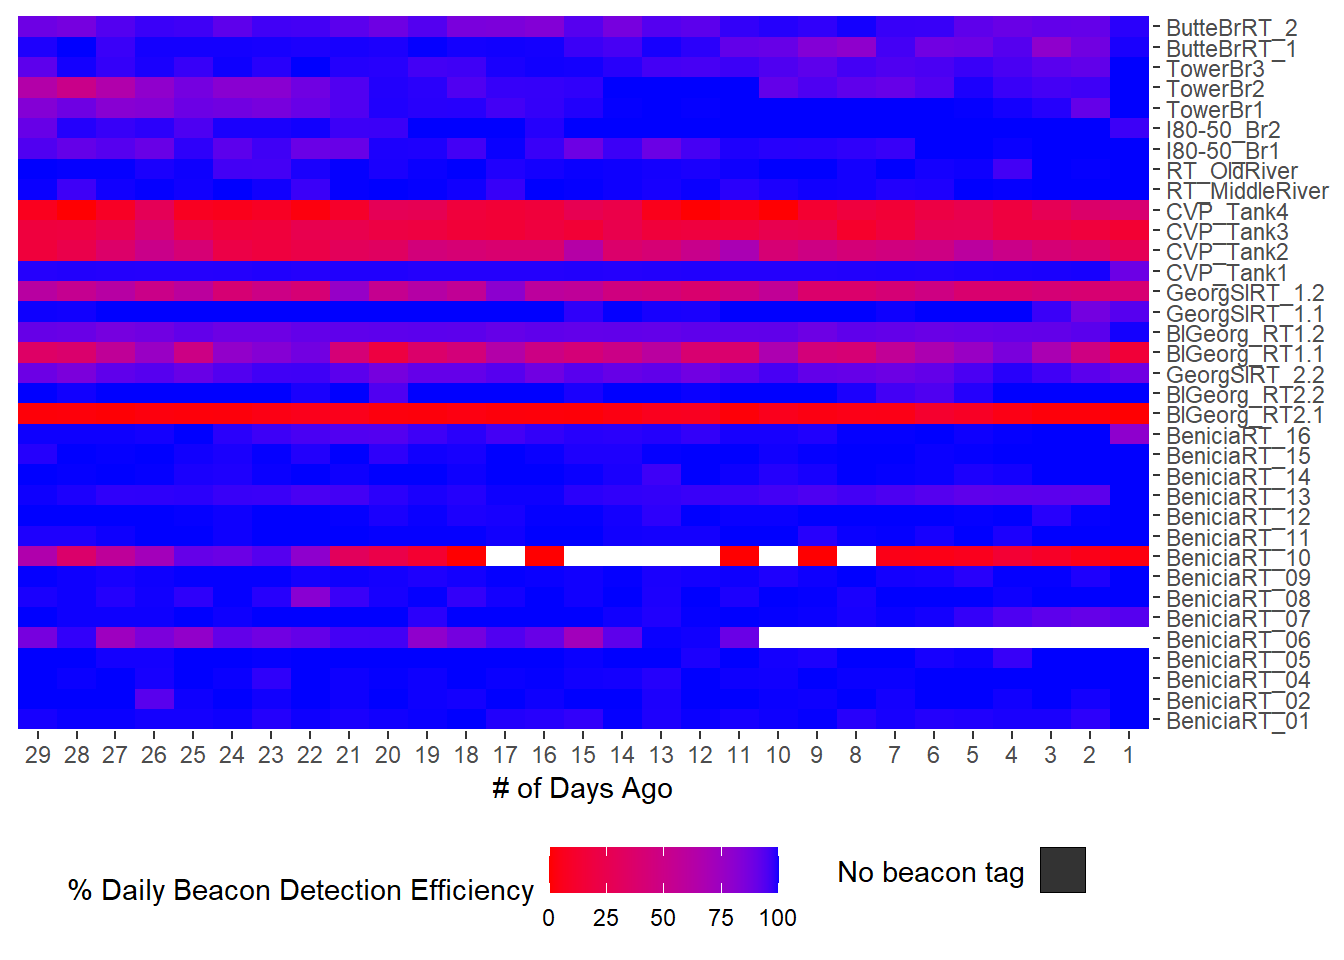 ButteBrRT_2
ButteBrRT_1
TowerBr3
TowerBr2
TowerBr1
I80-50_Br2
I80-50_Br1
RT_OldRiver
RT_MiddleRiver
CVP_Tank4
CVP_Tank3
CVP_Tank2
CVP_Tank1
GeorgSlRT_1.2
GeorgSlRT_1.1
BlGeorg_RT1.2
BlGeorg_RT1.1
GeorgSlRT_2.2
BlGeorg_RT2.2
BlGeorg_RT2.1
BeniciaRT_16
BeniciaRT_15
BeniciaRT_14
BeniciaRT_13
BeniciaRT_12
BeniciaRT_11
BeniciaRT_10
BeniciaRT_09
BeniciaRT_08
BeniciaRT_07
BeniciaRT_06
BeniciaRT_05
BeniciaRT_04
BeniciaRT_02
BeniciaRT_01
29 28 27 26 25 24 23 22 21 20 19 18 17 16 15 14 13 12 11 10 9 8 7 6 5 4 3 2 1
# of Days Ago
% Daily Beacon Detection Efficiency
0 25 50 75 100
No beacon tag